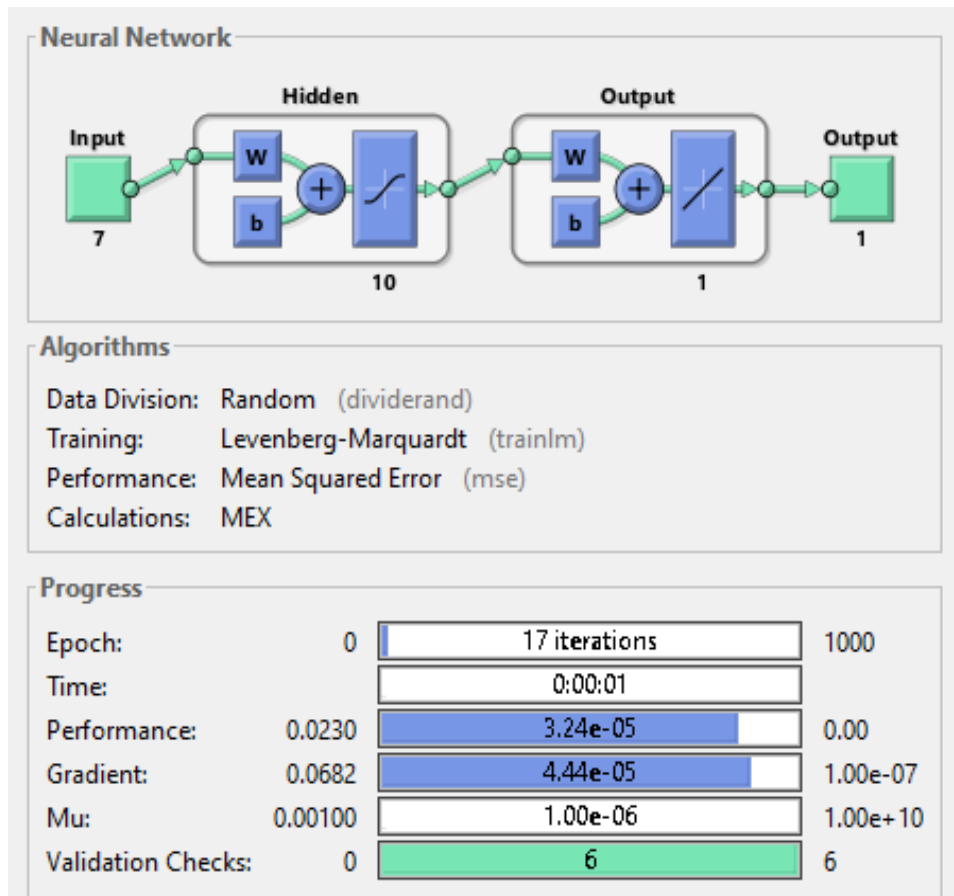 Neural Network
Hidden Output
Input Output
W W
b b
7 1
10 1
Algorithms
Data Division: Random (dividerand)
Training: Levenberg-Marquardt (trainlm)
Performance: Mean Squared Error (mse)
Calculations: MEX
Progress
Epoch: 0 17 iterations 1000
Time: 0:00:01
Performance: 0.0230 3.24e-05 0.00
Gradient: 0.0682 4.44e-05 1.00e-07
Mu: 0.00100 1.00e-06 1.00e+10
Validation Checks: 0 6 6